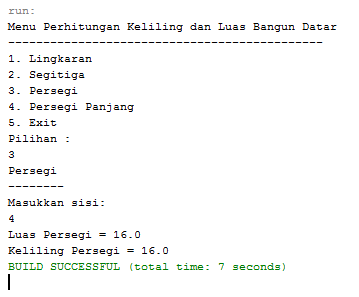 run:
Menu Perhitungan Keliling dan Luas Bangun Datar
---------------------------------------------
1. Lingkaran
2. Segitiga
3. Persegi
4. Persegi Panjang
5. Exit
Pilihan :
3
Persegi
--------
Masukkan sisi:
4
Luas Persegi = 16.0
Keliling Persegi = 16.0
BUILD SUCCESSFUL (total time: 7 seconds)